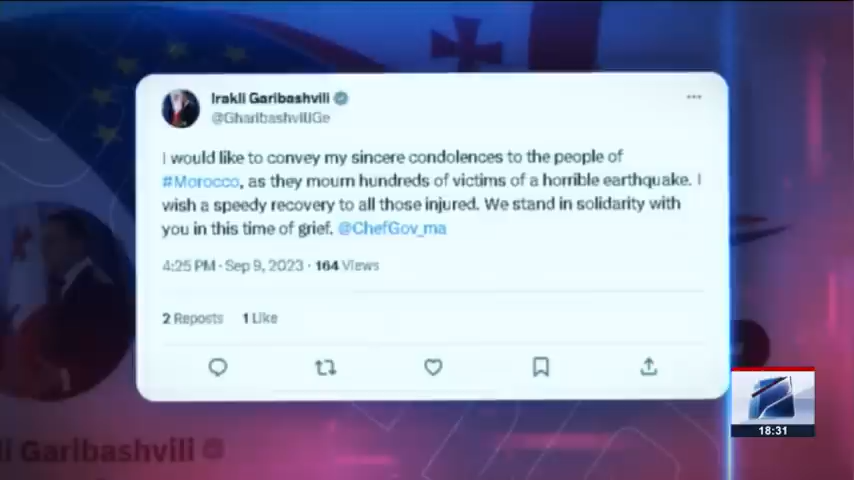 Irakli Garibashvili
@GharibashviliGe
I would like to convey my sincere condolences to the people of
#Morocco, as they mourn hundreds of victims of a horrible earthquake. I
wish a speedy recovery to all those injured. We stand in solidarity with
you in this time of grief. @ChefGov_ma
4:25 PM · Sep 9, 2023 · 164 Views
2 Reposts 1 Like
18:31
li Garibashvili